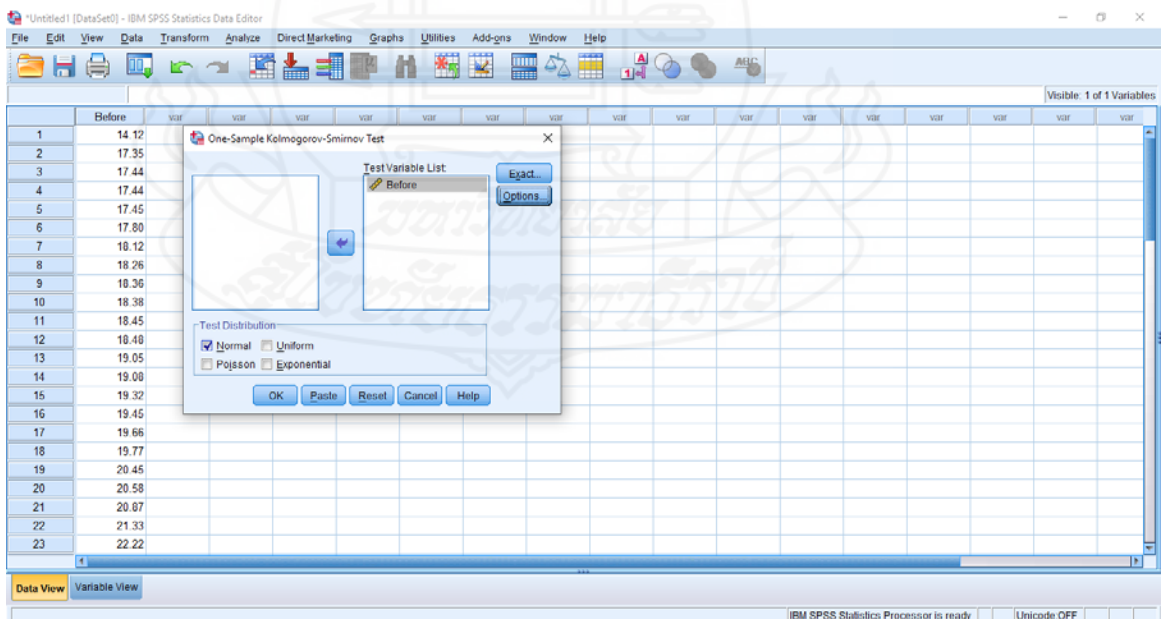 *Untitled1 [DataSet0] - IBM SPSS Statistics Data Editor
File Edit View Data Transform Analyze Direct Marketing Graphs Utilities Add-ons Window Help
Visible: 1 of 1 Variables
Before var var var var var var var var var var var var var var
1 14.12
2 17.35
3 17.44
4 17.44
5 17.45
6 17.80
7 18.12
8 18.26
9 18.36
10 18.38
11 18.45
12 18.48
13 19.05
14 19.08
15 19.32
16 19.45
17 19.66
18 19.77
19 20.45
20 20.58
21 20.87
22 21.33
23 22.22
One-Sample Kolmogorov-Smirnov Test
Test Variable List:
Before
Exact...
Options...
Test Distribution
Normal Uniform
Poisson Exponential
OK Paste Reset Cancel Help
Data View Variable View
IBM SPSS Statistics Processor is ready Unicode:OFF